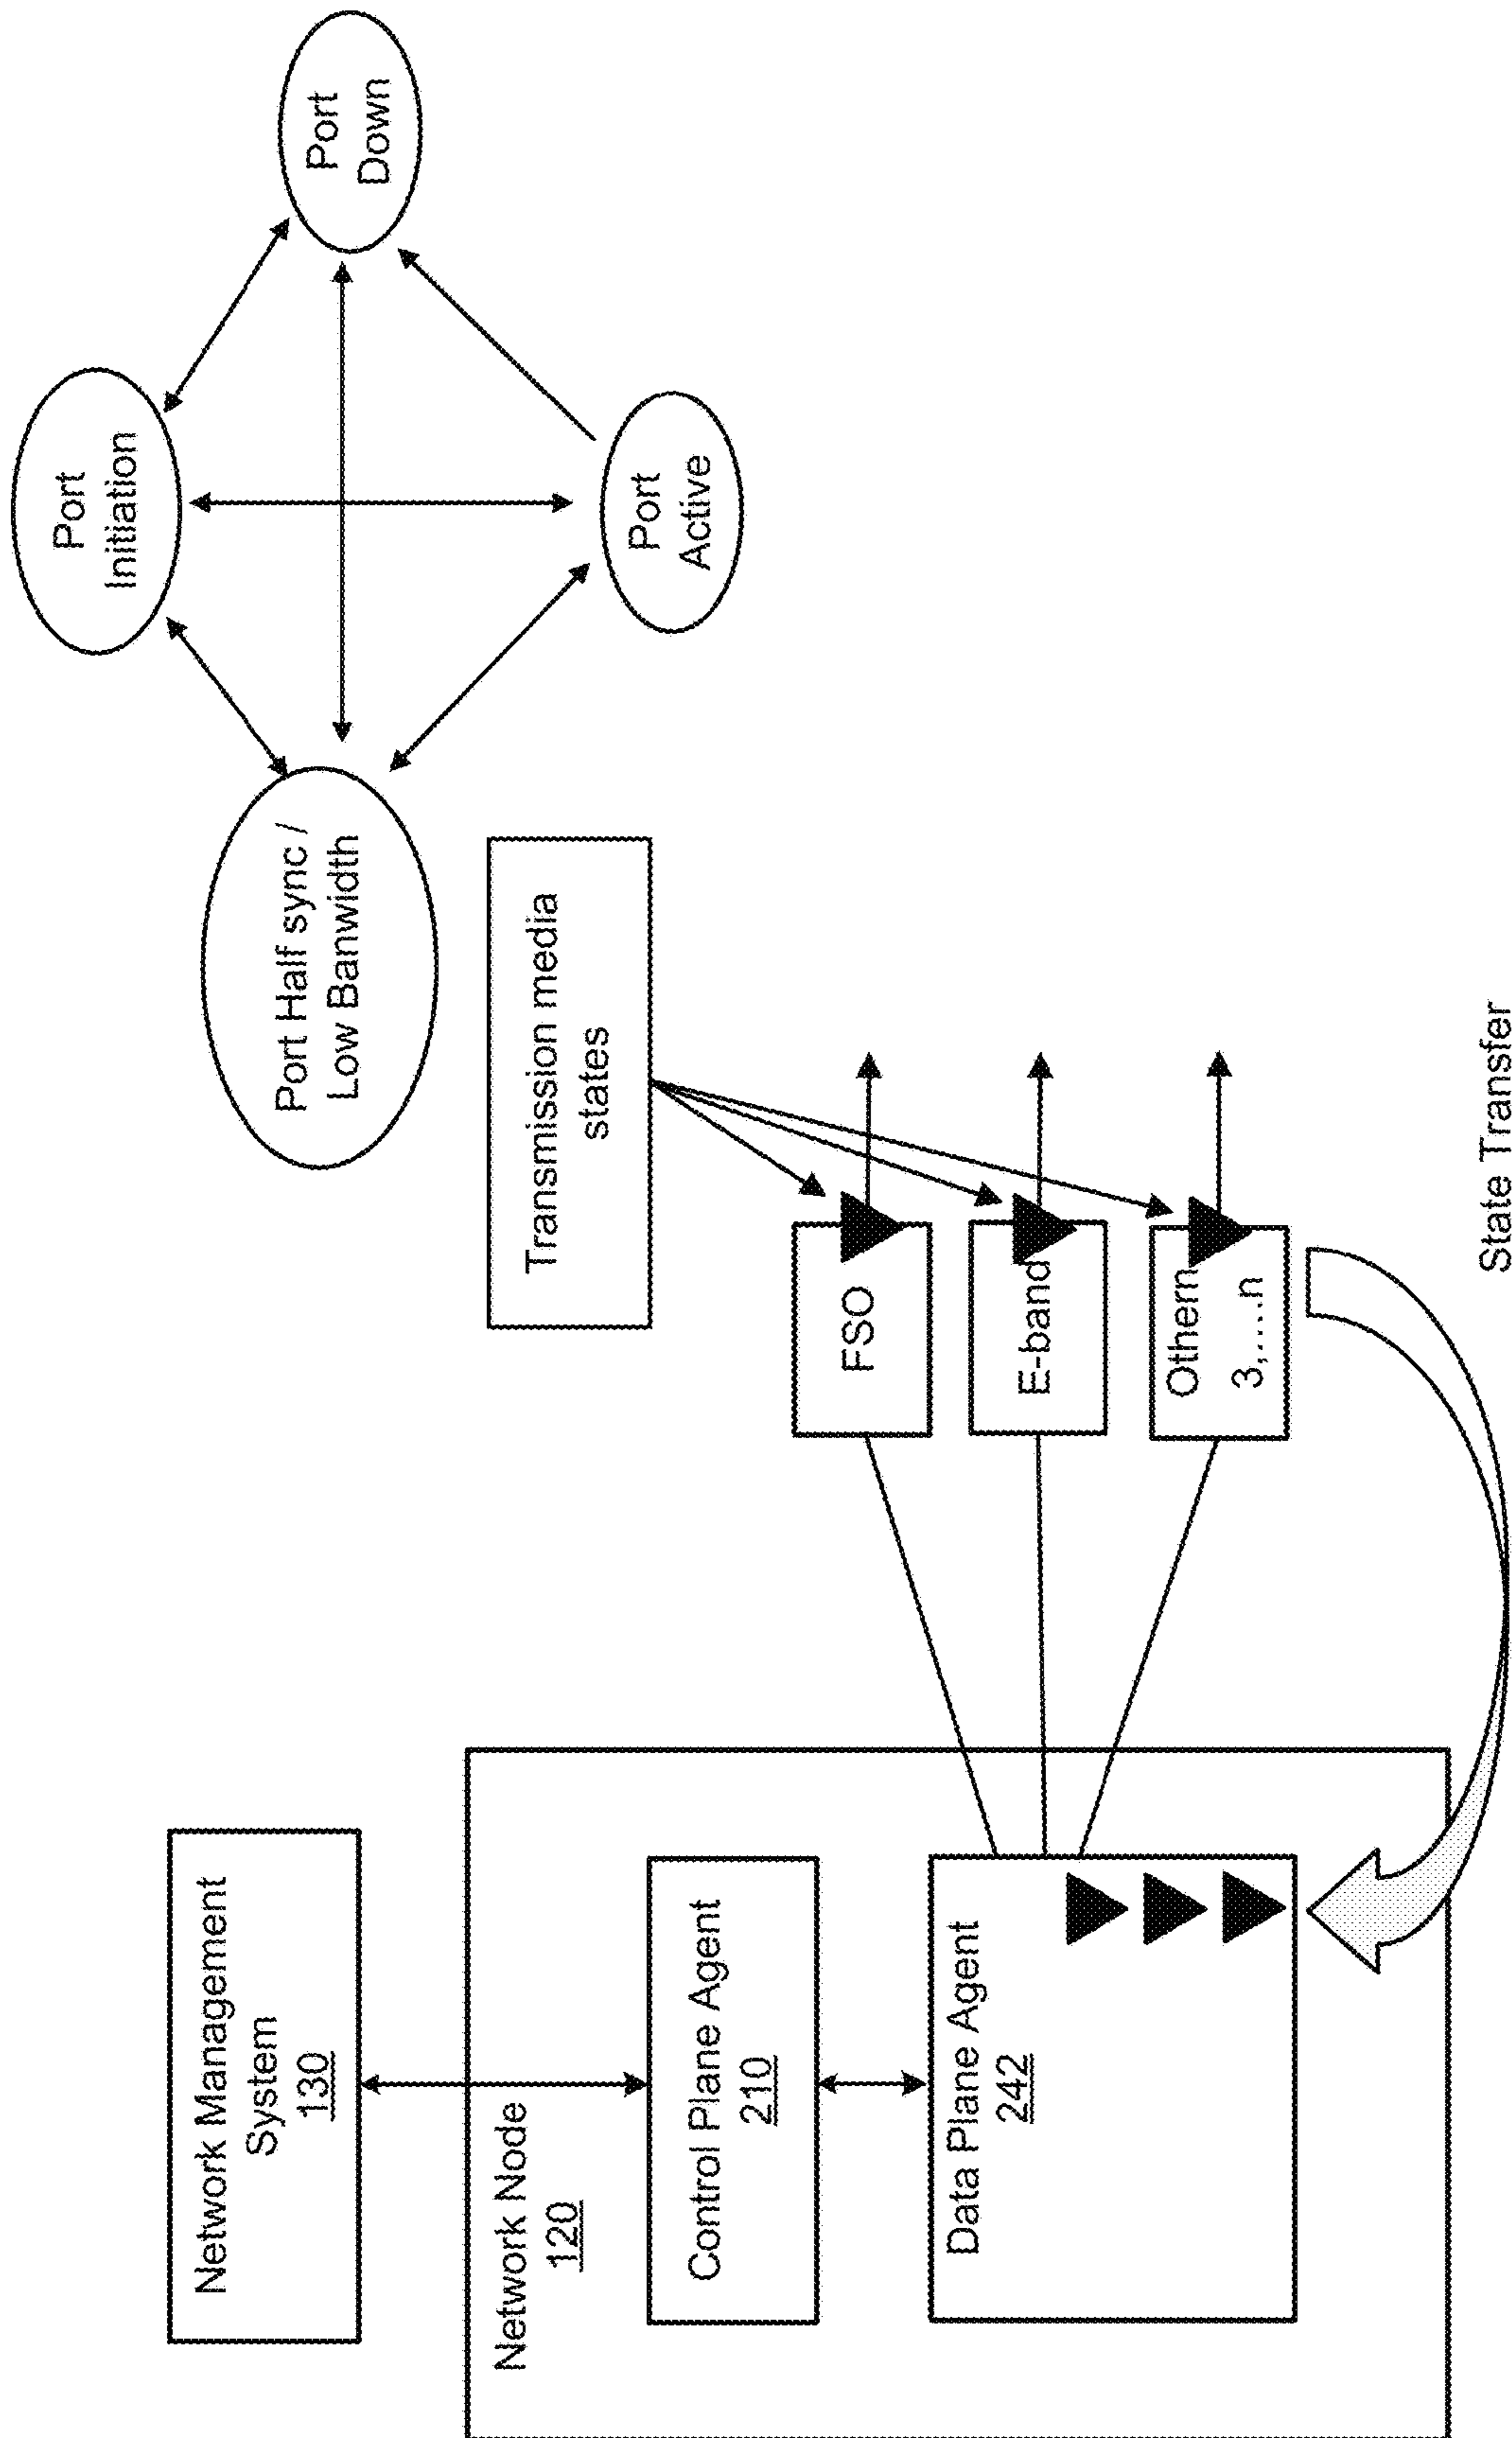 Network Management
System
130
Network Node
120
Control Plane Agent
210
Data Plane Agent
242
FSO
E-band
Othern
3,....n
Transmission media
states
State Transfer
Port Half sync /
Low Banwidth
Port
Initiation
Port
Active
Port
Down